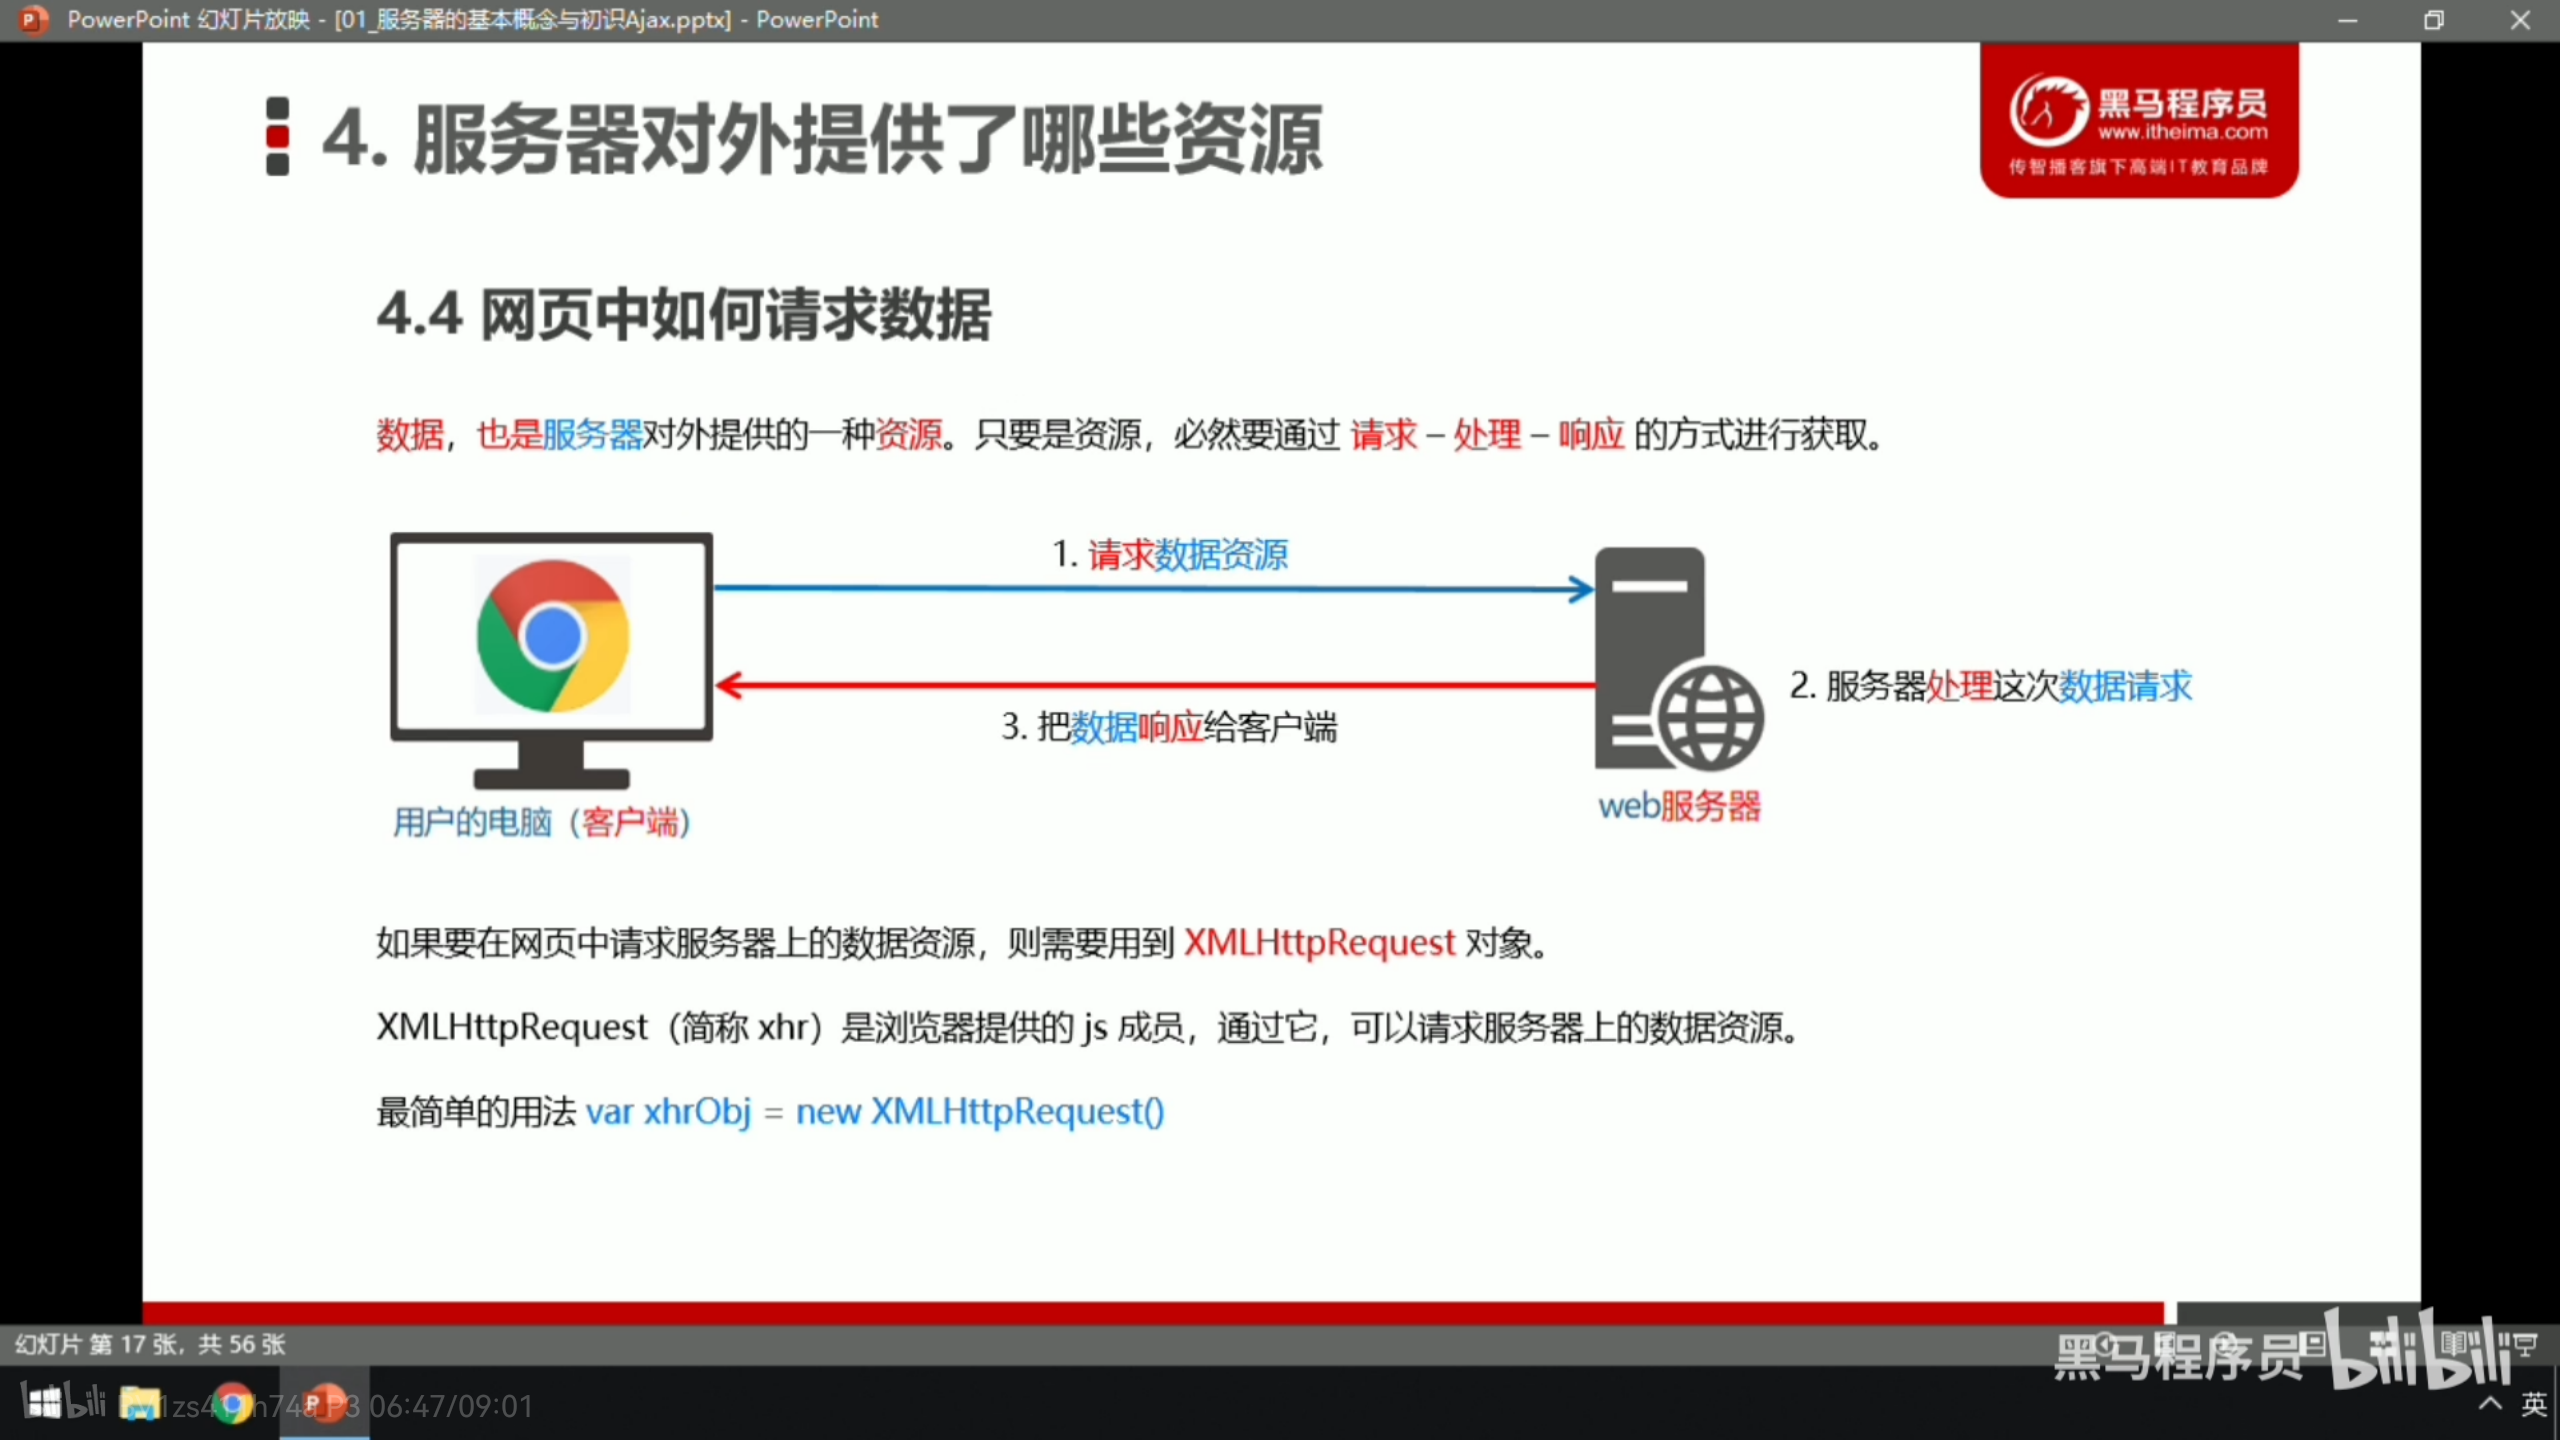 PowerPoint 幻灯片放映 - [01_服务器的基本概念与初识Ajax.pptx] - PowerPoint
4. 服务器对外提供了哪些资源
黑马程序员
www.itheima.com
传智播客旗下高端IT教育品牌
4.4 网页中如何请求数据
数据，也是服务器对外提供的一种资源。只要是资源，必然要通过 请求 – 处理 – 响应 的方式进行获取。
1. 请求数据资源
2. 服务器处理这次数据请求
3. 把数据响应给客户端
用户的电脑（客户端）
web服务器
如果要在网页中请求服务器上的数据资源，则需要用到 XMLHttpRequest 对象。
XMLHttpRequest（简称 xhr）是浏览器提供的 js 成员，通过它，可以请求服务器上的数据资源。
最简单的用法 var xhrObj = new XMLHttpRequest()
幻灯片 第 17 张，共 56 张
黑马程序员 bilibili
bilibili P3 06:47/09:01
英